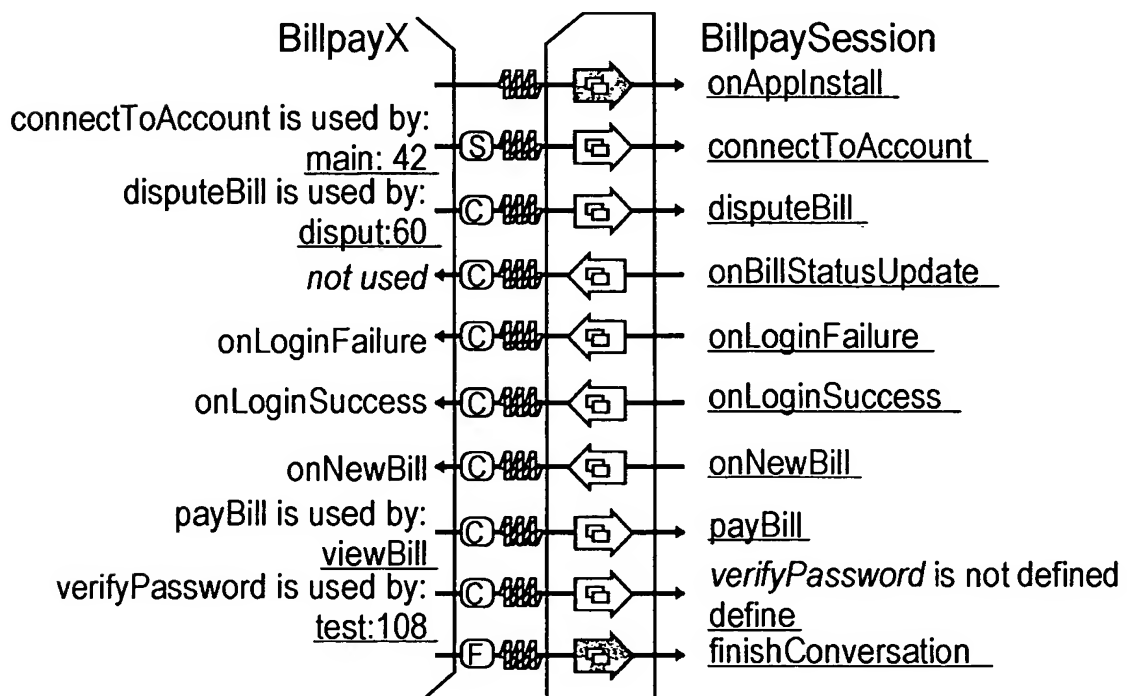 BillpayX BillpaySession
onAppInstall
connectToAccount is used by:
main: 42 S connectToAccount
disputeBill is used by:
disput:60 C disputeBill
not used C onBillStatusUpdate
onLoginFailure C onLoginFailure
onLoginSuccess C onLoginSuccess
onNewBill C onNewBill
payBill is used by:
viewBill C payBill
verifyPassword is used by:
test:108 C verifyPassword is not defined
define
F finishConversation